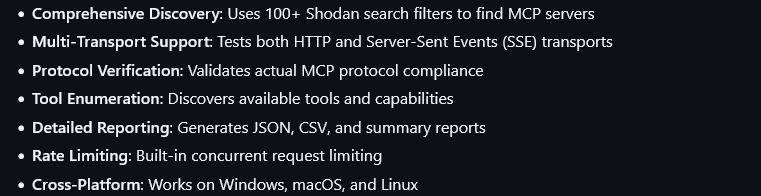 • Comprehensive Discovery: Uses 100+ Shodan search filters to find MCP servers
• Multi-Transport Support: Tests both HTTP and Server-Sent Events (SSE) transports
• Protocol Verification: Validates actual MCP protocol compliance
• Tool Enumeration: Discovers available tools and capabilities
• Detailed Reporting: Generates JSON, CSV, and summary reports
• Rate Limiting: Built-in concurrent request limiting
• Cross-Platform: Works on Windows, macOS, and Linux